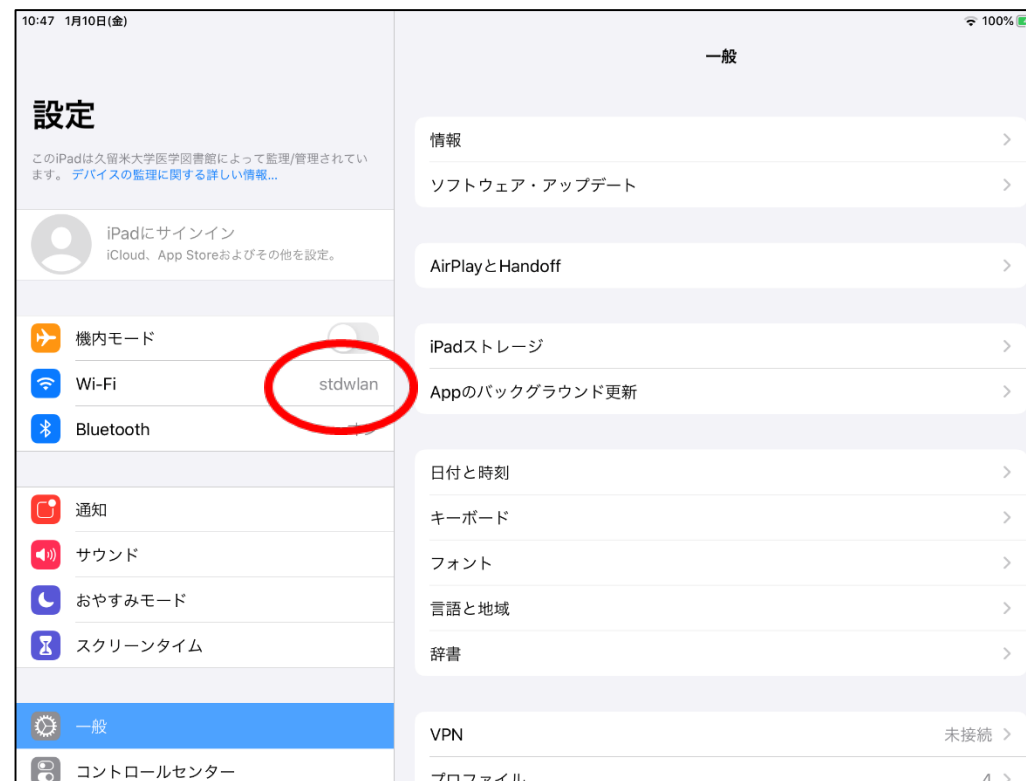 10:47 1月10日(金)
100%
設定
このiPadは久留米大学医学図書館によって監理/管理されてい
ます。 デバイスの監理に関する詳しい情報...
iPadにサインイン
iCloud、App Storeおよびその他を設定。
機内モード
Wi-Fi stdwlan
Bluetooth
通知
サウンド
おやすみモード
スクリーンタイム
一般
コントロールセンター
一般
情報
ソフトウェア・アップデート
AirPlayとHandoff
iPadストレージ
Appのバックグラウンド更新
日付と時刻
キーボード
フォント
言語と地域
辞書
VPN 未接続
プロファイル 4